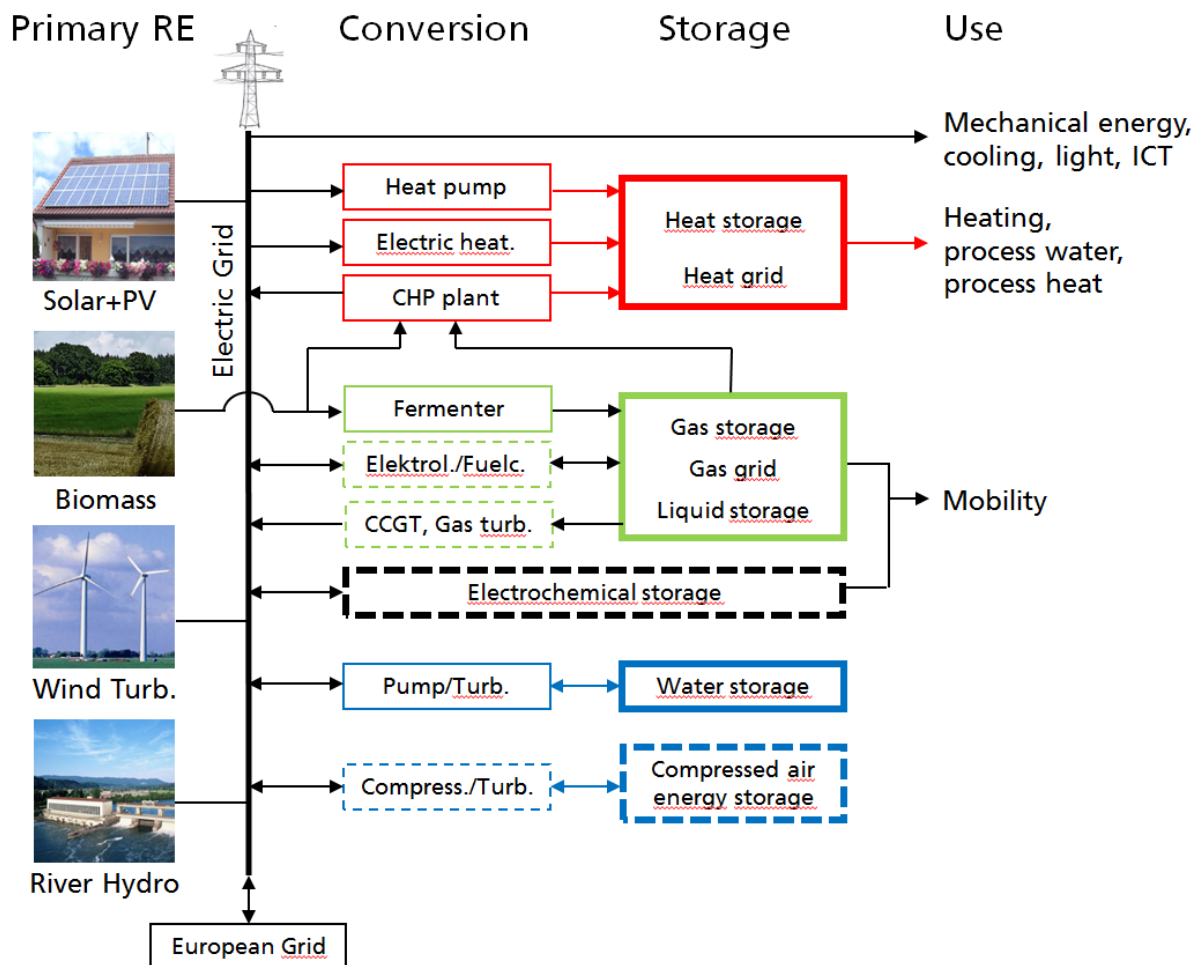 Primary RE
Conversion
Storage
Use
Electric Grid
Solar+PV
Biomass
Wind Turb.
River Hydro
European Grid
Heat pump
Electric heat.
CHP plant
Fermenter
Elektrol./Fuelc.
CCGT, Gas turb.
Electrochemical storage
Pump/Turb.
Compress./Turb.
Heat storage
Heat grid
Gas storage
Gas grid
Liquid storage
Water storage
Compressed air
energy storage
Mechanical energy,
cooling, light, ICT
Heating,
process water,
process heat
Mobility